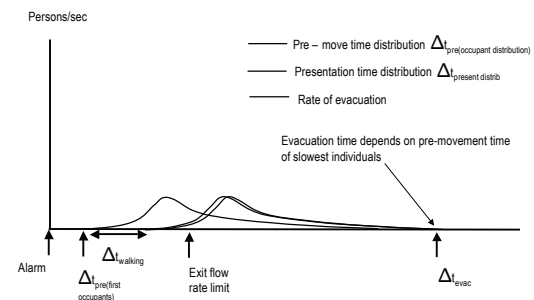 Persons/sec
Pre – move time distribution Δtpre(occupant distribution)
Presentation time distribution Δtpresent distrib
Rate of evacuation
Evacuation time depends on pre-movement time
of slowest individuals
Alarm
Δtpre(first
occupants)
Δtwalking
Exit flow
rate limit
Δtevac